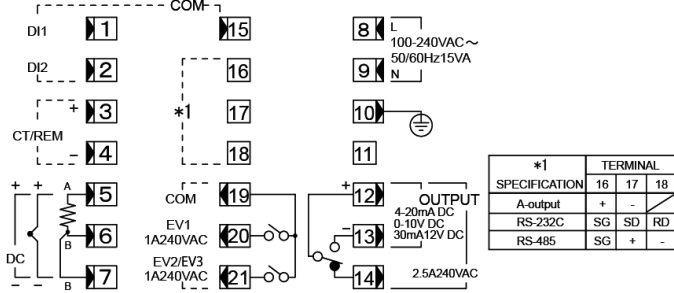 COM
DI1
1
15
8
L
100-240VAC～
50/60Hz15VA
DI2
2
16
9
N
+
3
*1
17
10
CT/REM
-
4
18
11
+ +
A
5
COM
19
+
12
OUTPUT
4-20mA DC
0-10V DC
30mA12V DC
B
6
EV1
1A240VAC
20
-
13
DC
- -
B
7
EV2/EV3
1A240VAC
21
14
2.5A240VAC
*1 TERMINAL
SPECIFICATION 16 17 18
A-output + -
RS-232C SG SD RD
RS-485 SG + -